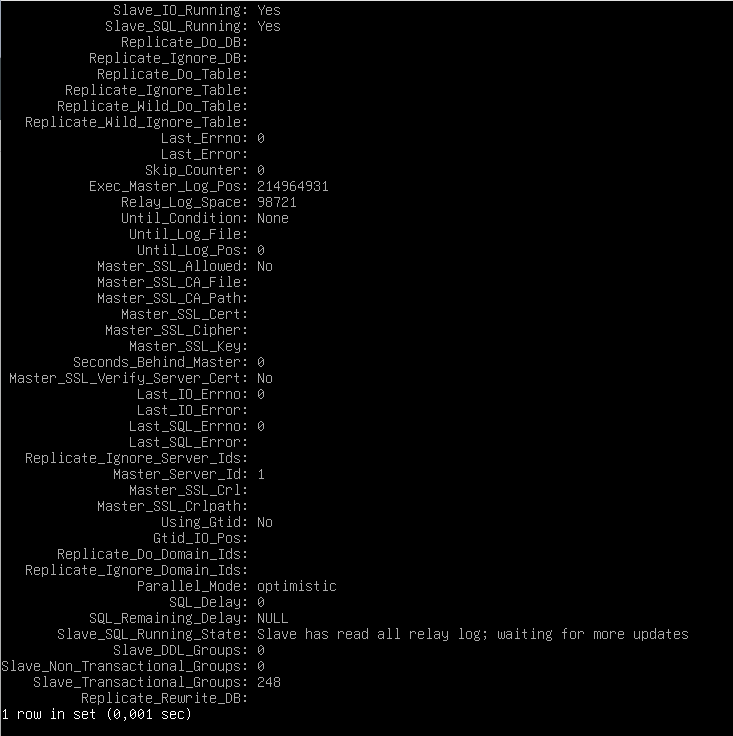 Slave_IO_Running: Yes
Slave_SQL_Running: Yes
Replicate_Do_DB:
Replicate_Ignore_DB:
Replicate_Do_Table:
Replicate_Ignore_Table:
Replicate_Wild_Do_Table:
Replicate_Wild_Ignore_Table:
Last_Errno: 0
Last_Error:
Skip_Counter: 0
Exec_Master_Log_Pos: 214964931
Relay_Log_Space: 98721
Until_Condition: None
Until_Log_File:
Until_Log_Pos: 0
Master_SSL_Allowed: No
Master_SSL_CA_File:
Master_SSL_CA_Path:
Master_SSL_Cert:
Master_SSL_Cipher:
Master_SSL_Key:
Seconds_Behind_Master: 0
Master_SSL_Verify_Server_Cert: No
Last_IO_Errno: 0
Last_IO_Error:
Last_SQL_Errno: 0
Last_SQL_Error:
Replicate_Ignore_Server_Ids:
Master_Server_Id: 1
Master_SSL_Crl:
Master_SSL_Crlpath:
Using_Gtid: No
Gtid_IO_Pos:
Replicate_Do_Domain_Ids:
Replicate_Ignore_Domain_Ids:
Parallel_Mode: optimistic
SQL_Delay: 0
SQL_Remaining_Delay: NULL
Slave_SQL_Running_State: Slave has read all relay log; waiting for more updates
Slave_DDL_Groups: 0
Slave_Non_Transactional_Groups: 0
Slave_Transactional_Groups: 248
Replicate_Rewrite_DB:
1 row in set (0,001 sec)